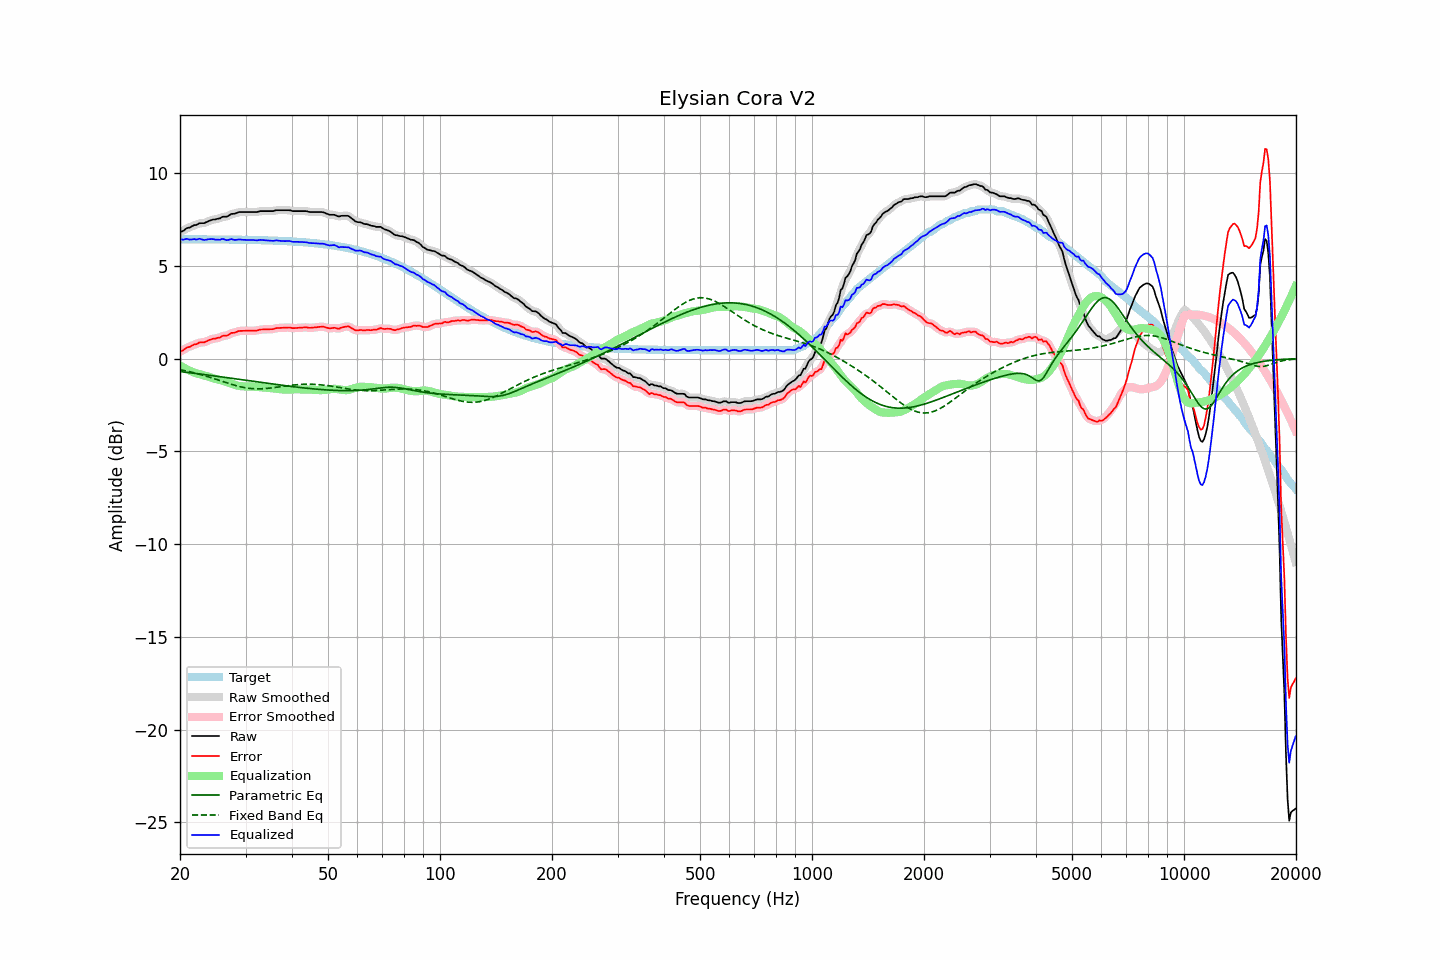 Elysian Cora V2
Amplitude (dBr)
10
5
0
−5
−10
−15
−20
−25
Target
Raw Smoothed
Error Smoothed
Raw
Error
Equalization
Parametric Eq
Fixed Band Eq
Equalized
20 50 100 200 500 1000 2000 5000 10000 20000
Frequency (Hz)